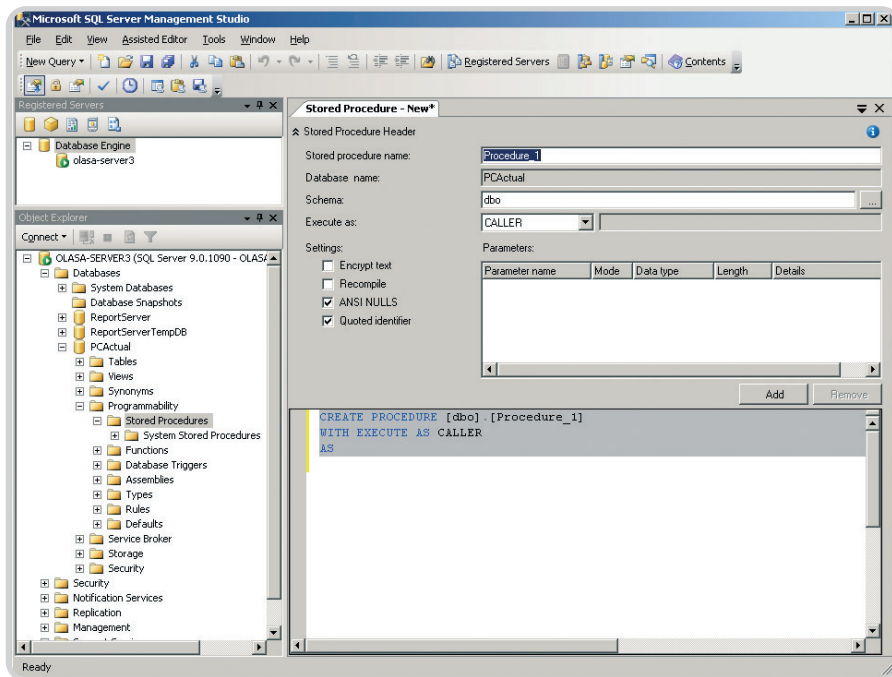 Microsoft SQL Server Management Studio
File Edit View Assisted Editor Tools Window Help
New Query Registered Servers Contents
Registered Servers
Database Engine
olasa-server3
Object Explorer
Connect
OLASA-SERVER3 (SQL Server 9.0.1090 - OLASA
Databases
System Databases
Database Snapshots
ReportServer
ReportServerTempDB
PCActual
Tables
Views
Synonyms
Programmability
Stored Procedures
System Stored Procedures
Functions
Database Triggers
Assemblies
Types
Rules
Defaults
Service Broker
Storage
Security
Security
Notification Services
Replication
Management
Stored Procedure - New*
Stored Procedure Header
Stored procedure name: Procedure_1
Database name: PCActual
Schema: dbo ...
Execute as: CALLER
Settings: Parameters:
Encrypt text
Recompile
ANSI NULLS
Quoted identifier
Parameter name Mode Data type Length Details
Add Remove
CREATE PROCEDURE [dbo].[Procedure_1]
WITH EXECUTE AS CALLER
AS
Ready